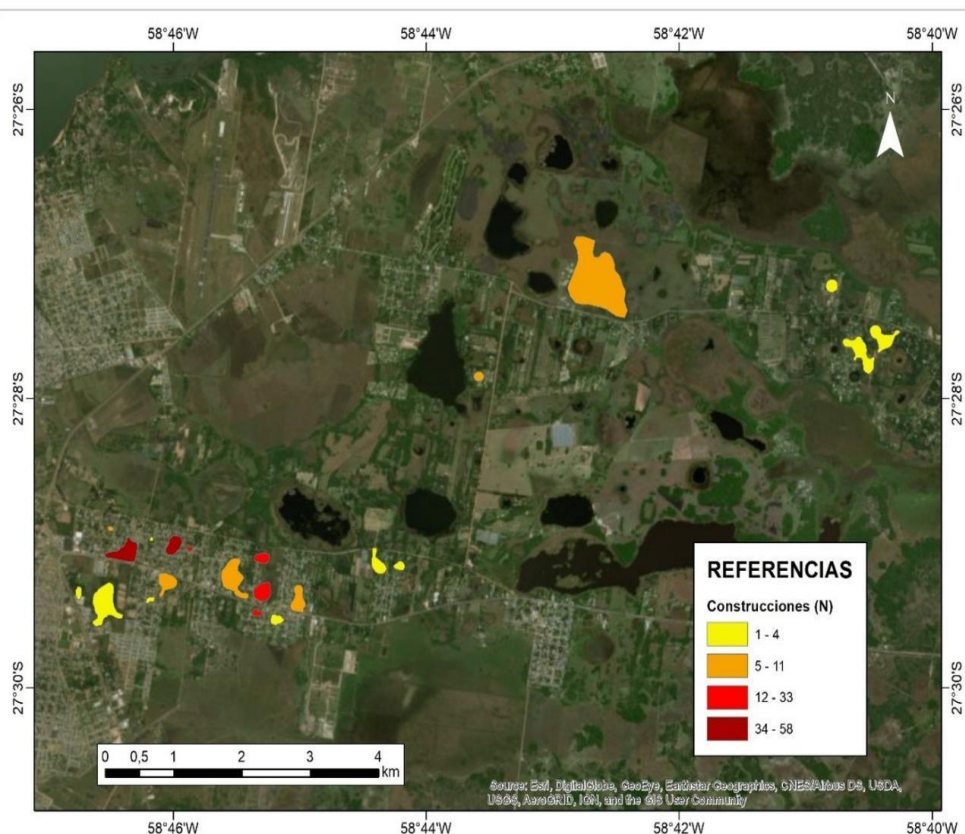 58°46'W 58°44'W 58°42'W 58°40'W
27°26'S 27°26'S
N
27°28'S 27°28'S
27°30'S 27°30'S
REFERENCIAS
Construcciones (N)
1 - 4
5 - 11
12 - 33
34 - 58
0 0,5 1 2 3 4
km
Source: Esri, DigitalGlobe, GeoEye, Earthstar Geographics, CNES/Airbus DS, USDA,
USGS, AeroGRID, IGN, and the GIS User Community
58°46'W 58°44'W 58°42'W 58°40'W